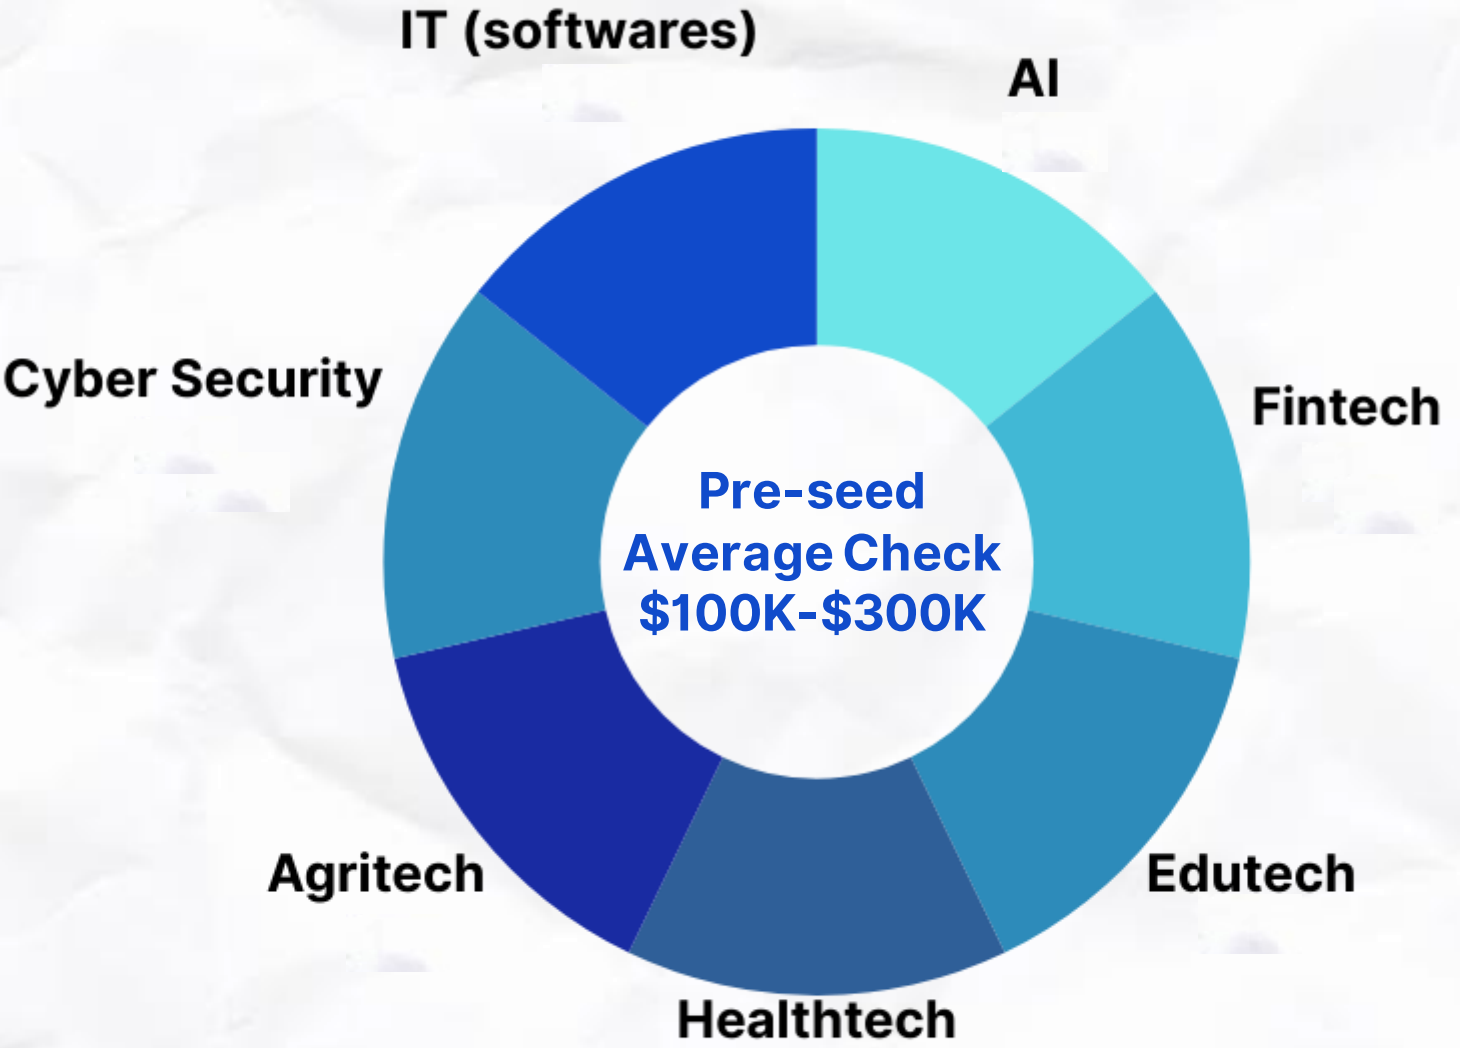 IT (softwares)
AI
Cyber Security
Fintech
Pre-seed
Average Check
$100K-$300K
Agritech
Edutech
Healthtech